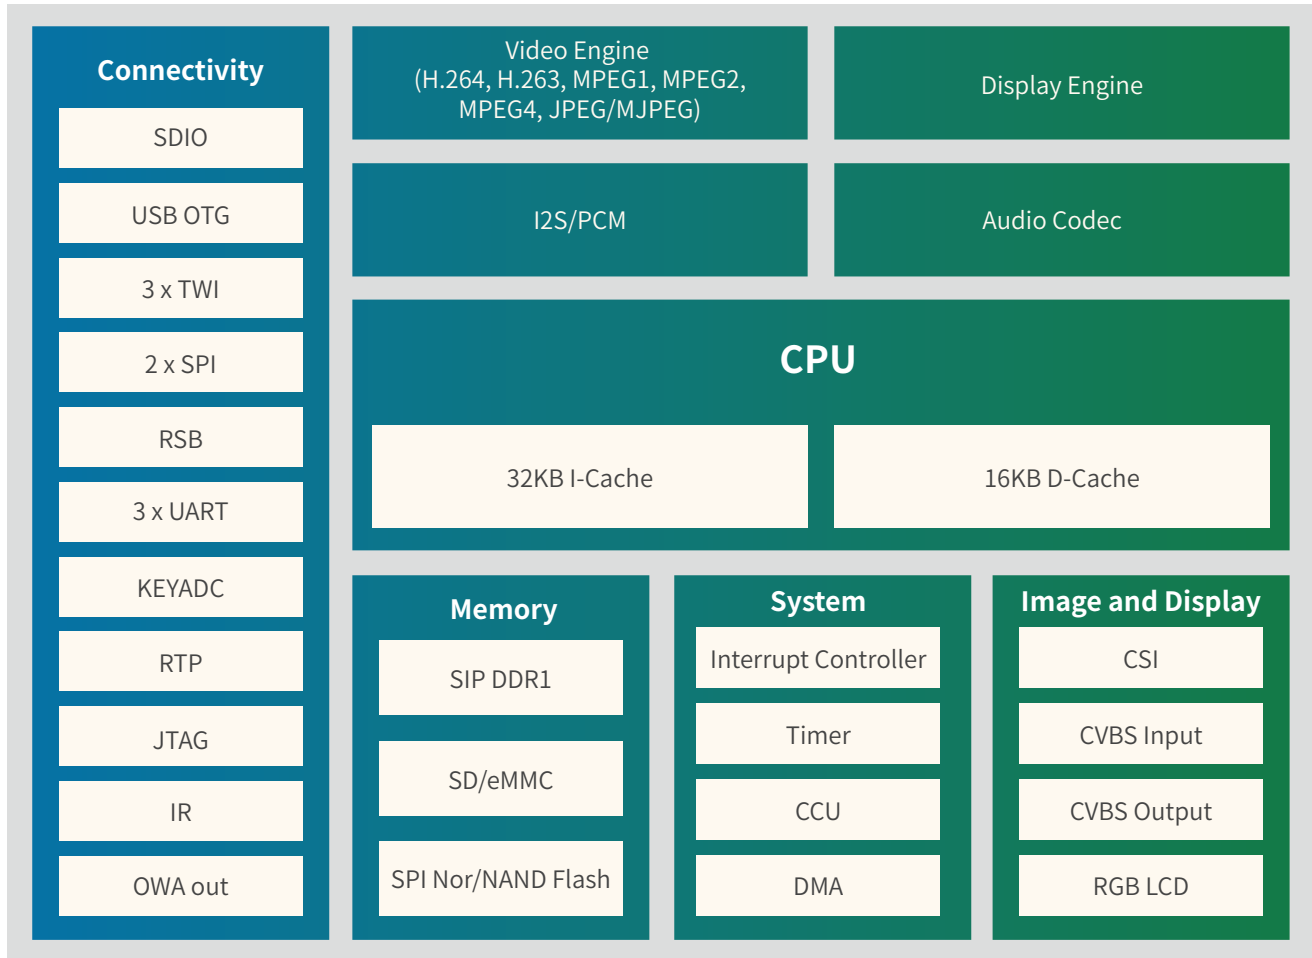 Connectivity
SDIO
USB OTG
3 x TWI
2 x SPI
RSB
3 x UART
KEYADC
RTP
JTAG
IR
OWA out
Video Engine
(H.264, H.263, MPEG1, MPEG2,
MPEG4, JPEG/MJPEG)
Display Engine
I2S/PCM
Audio Codec
CPU
32KB I-Cache
16KB D-Cache
Memory
SIP DDR1
SD/eMMC
SPI Nor/NAND Flash
System
Interrupt Controller
Timer
CCU
DMA
Image and Display
CSI
CVBS Input
CVBS Output
RGB LCD